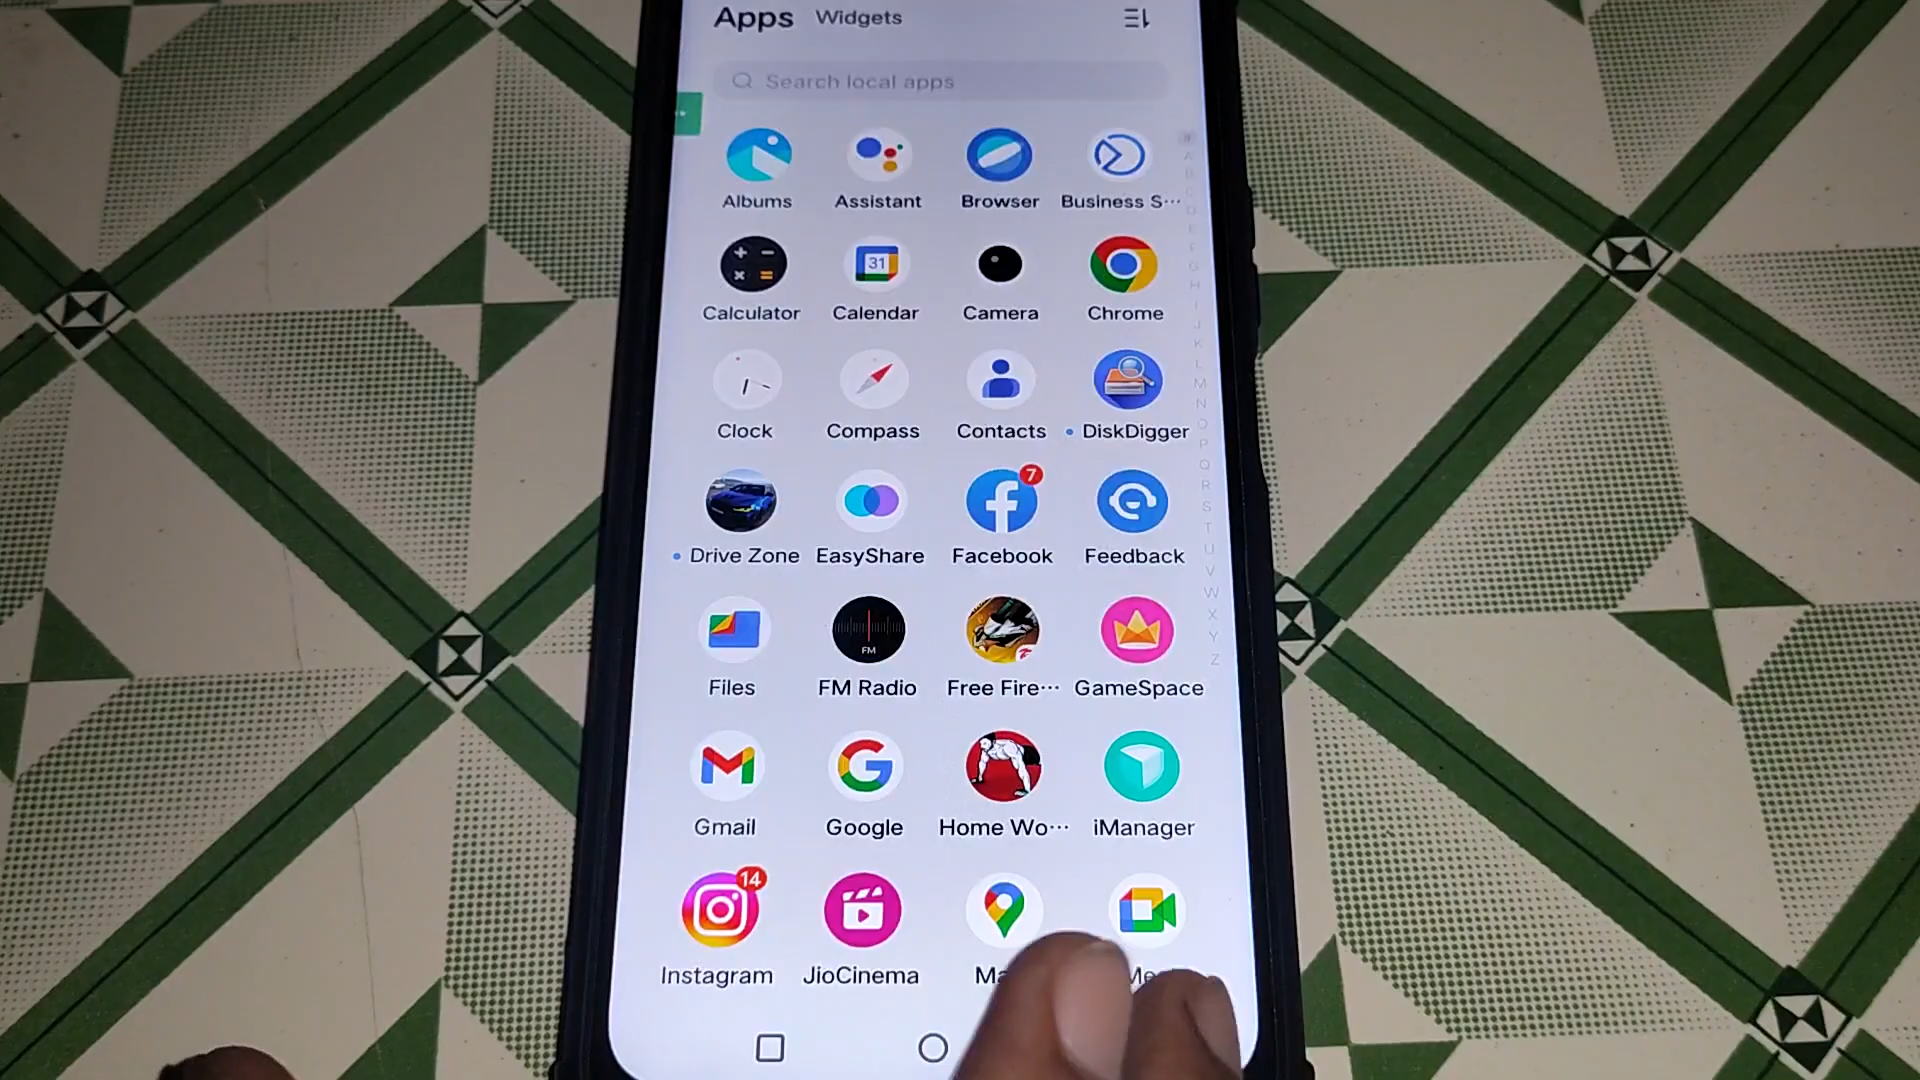 Apps Widgets
Search local apps
Albums Assistant Browser Business S···
31
Calculator Calendar Camera Chrome
Clock Compass Contacts DiskDigger
7
Drive Zone EasyShare Facebook Feedback
FM
Files FM Radio Free Fire··· GameSpace
Gmail Google Home Wo··· iManager
14
Instagram JioCinema Ma